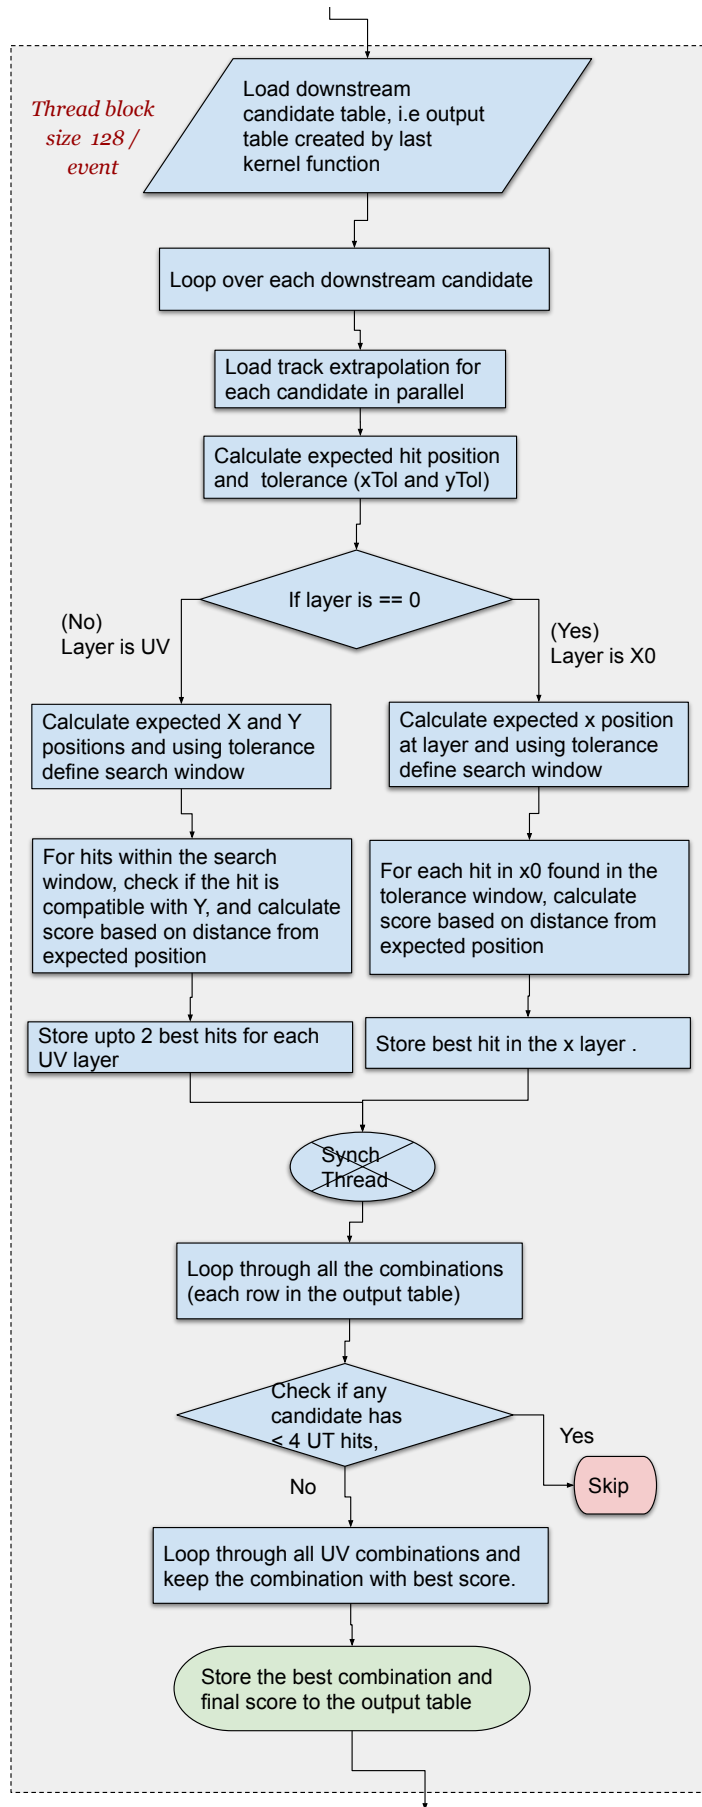 Thread block
size 128 /
event
Load downstream
candidate table, i.e output
table created by last
kernel function
Loop over each downstream candidate
Load track extrapolation for
each candidate in parallel
Calculate expected hit position
and tolerance (xTol and yTol)
If layer is == 0
(No)
Layer is UV
(Yes)
Layer is X0
Calculate expected X and Y
positions and using tolerance
define search window
Calculate expected x position
at layer and using tolerance
define search window
For hits within the search
window, check if the hit is
compatible with Y, and calculate
score based on distance from
expected position
For each hit in x0 found in the
tolerance window, calculate
score based on distance from
expected position
Store upto 2 best hits for each
UV layer
Store best hit in the x layer .
Synch
Thread
Loop through all the combinations
(each row in the output table)
Check if any
candidate has
< 4 UT hits,
Yes
Skip
No
Loop through all UV combinations and
keep the combination with best score.
Store the best combination and
final score to the output table